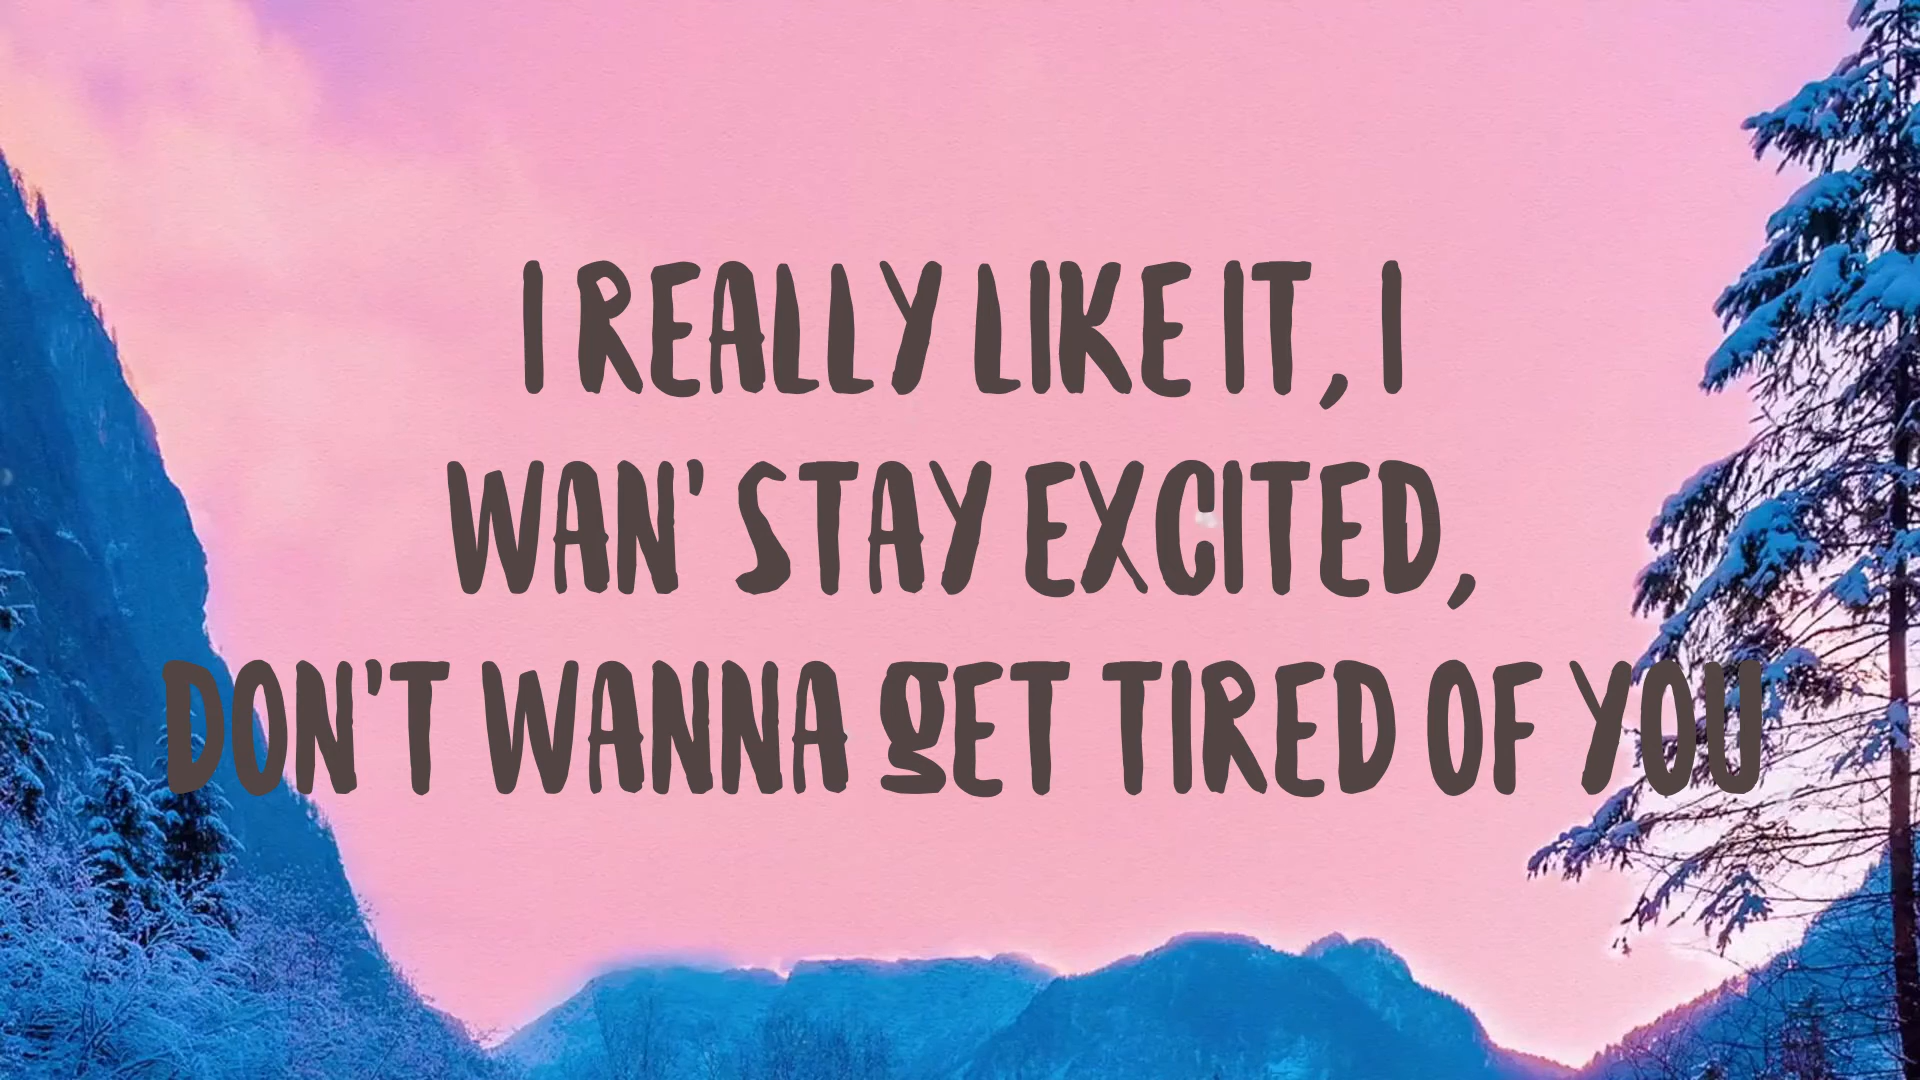 I REALLY LIKE IT, I
WAN' STAY EXCITED,
DON'T WANNA GET TIRED OF YOU